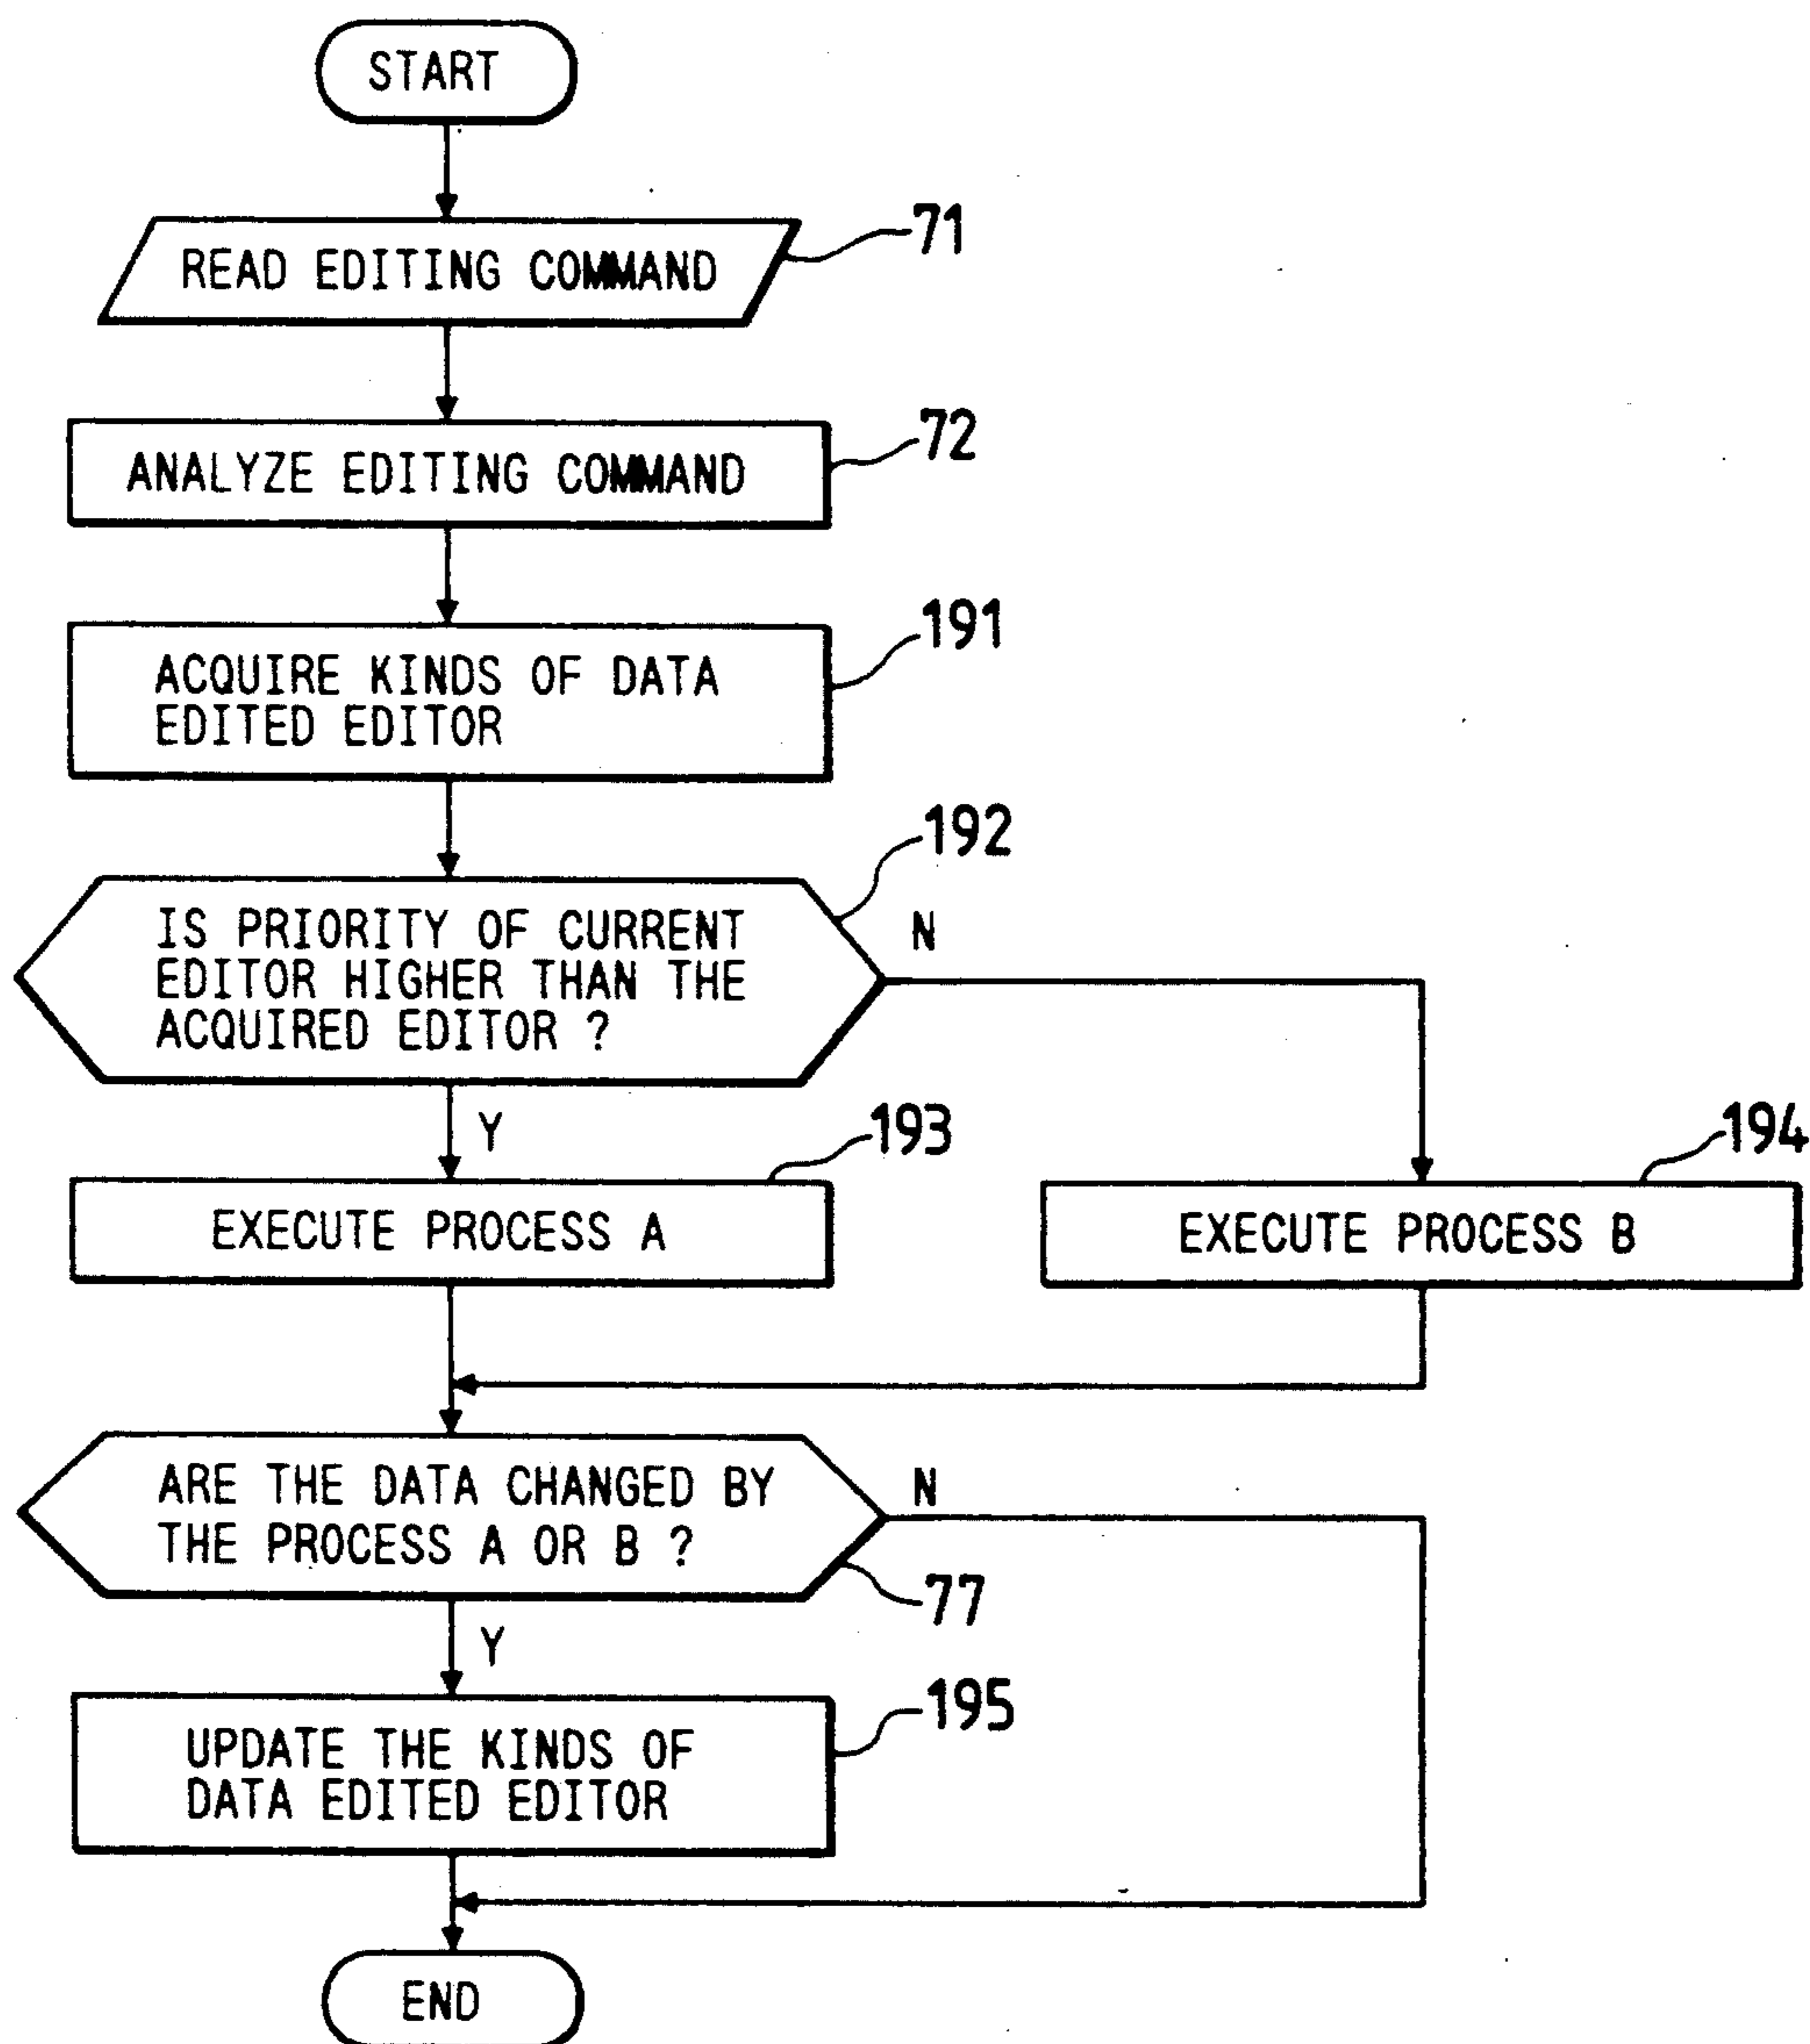 START
READ EDITING COMMAND
71
ANALYZE EDITING COMMAND
72
ACQUIRE KINDS OF DATA
EDITED EDITOR
191
IS PRIORITY OF CURRENT
EDITOR HIGHER THAN THE
ACQUIRED EDITOR ?
192
N
Y
EXECUTE PROCESS A
193
EXECUTE PROCESS B
194
ARE THE DATA CHANGED BY
THE PROCESS A OR B ?
N
77
Y
UPDATE THE KINDS OF
DATA EDITED EDITOR
195
END